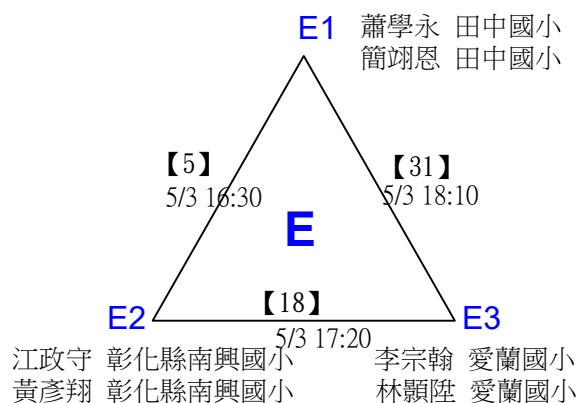 E1 蕭學永 田中國小
簡翊恩 田中國小
【5】 【31】
5/3 16:30 5/3 18:10
E
E2 【18】 E3
5/3 17:20
江政守 彰化縣南興國小 李宗翰 愛蘭國小
黃彥翔 彰化縣南興國小 林顥陞 愛蘭國小